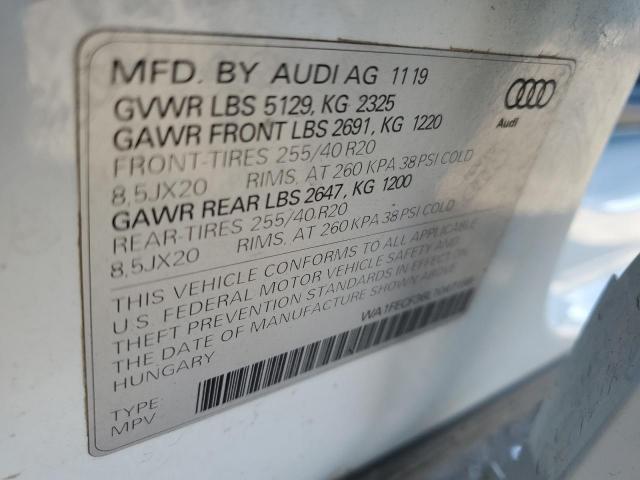 MFD. BY AUDI AG 11 19
GVWR LBS 5129, KG 2325
GAWR FRONT LBS 2691, KG 1220
FRONT-TIRES 255/40 R20
8,5JX20 RIMS, AT 260 KPA 38 PSI COLD
GAWR REAR LBS 2647, KG 1200
REAR-TIRES 255/40 R20
8,5JX20 RIMS, AT 260 KPA 38 PSI COLD
Audi
THIS VEHICLE CONFORMS TO ALL APPLICABLE
U.S. FEDERAL MOTOR VEHICLE SAFETY AND
THEFT PREVENTION STANDARDS IN EFFECT ON
THE DATE OF MANUFACTURE SHOWN ABOVE
HUNGARY
TYPE:
MPV